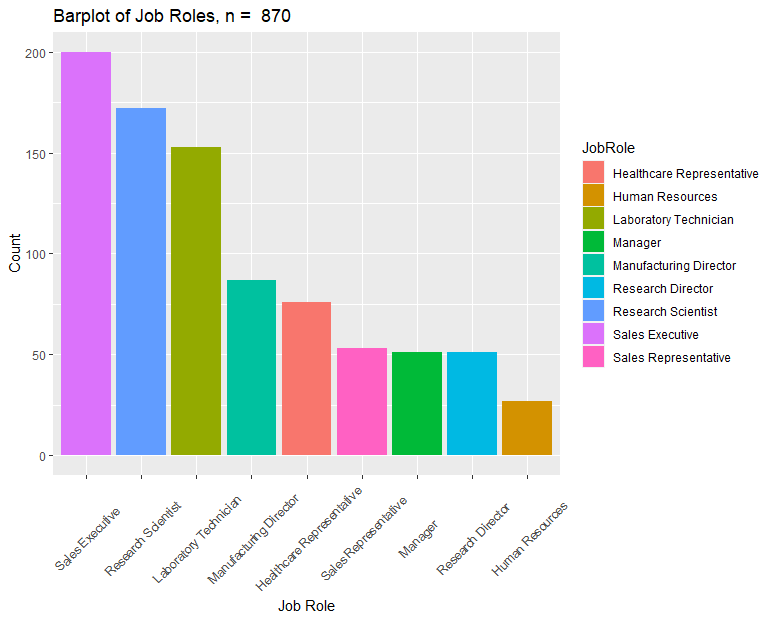 Barplot of Job Roles, n =  870
Count
200
150
100
50
0
Sales Executive
Research Scientist
Laboratory Technician
Manufacturing Director
Healthcare Representative
Sales Representative
Manager
Research Director
Human Resources
Job Role
JobRole
Healthcare Representative
Human Resources
Laboratory Technician
Manager
Manufacturing Director
Research Director
Research Scientist
Sales Executive
Sales Representative